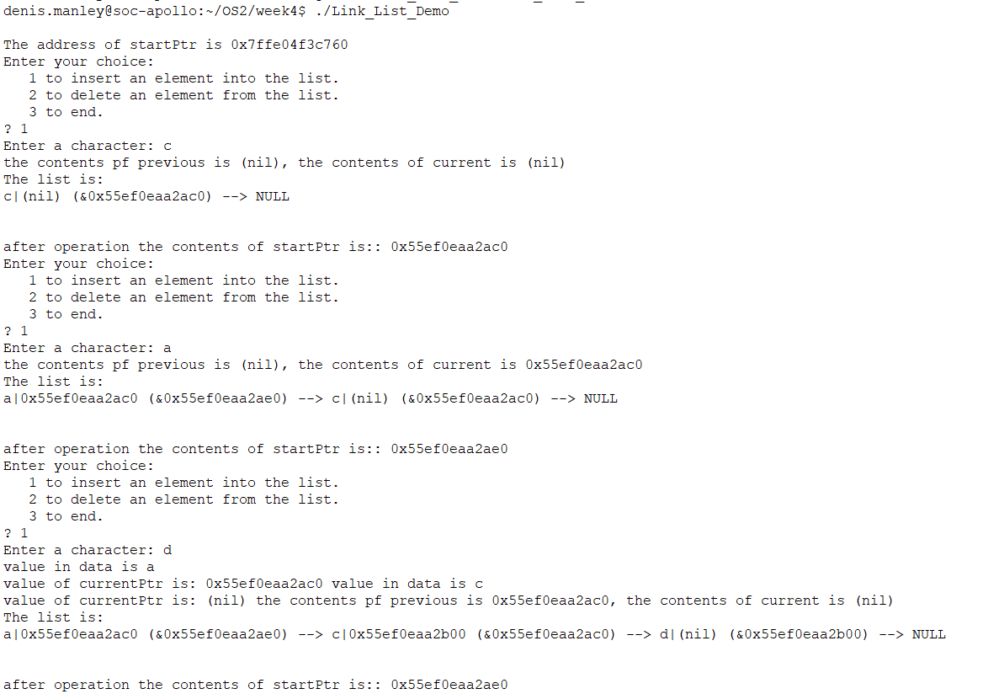 denis.manley@soc-apollo:~/OS2/week4$ ./Link_List_Demo
The address of startPtr is 0x7ffe04f3c760
Enter your choice:
   1 to insert an element into the list.
   2 to delete an element from the list.
   3 to end.
? 1
Enter a character: c
the contents pf previous is (nil), the contents of current is (nil)
The list is:
c|(nil) (&0x55ef0eaa2ac0) --> NULL
after operation the contents of startPtr is:: 0x55ef0eaa2ac0
Enter your choice:
   1 to insert an element into the list.
   2 to delete an element from the list.
   3 to end.
? 1
Enter a character: a
the contents pf previous is (nil), the contents of current is 0x55ef0eaa2ac0
The list is:
a|0x55ef0eaa2ac0 (&0x55ef0eaa2ae0) --> c|(nil) (&0x55ef0eaa2ac0) --> NULL
after operation the contents of startPtr is:: 0x55ef0eaa2ae0
Enter your choice:
   1 to insert an element into the list.
   2 to delete an element from the list.
   3 to end.
? 1
Enter a character: d
value in data is a
value of currentPtr is: 0x55ef0eaa2ac0 value in data is c
value of currentPtr is: (nil) the contents pf previous is 0x55ef0eaa2ac0, the contents of current is (nil)
The list is:
a|0x55ef0eaa2ac0 (&0x55ef0eaa2ae0) --> c|0x55ef0eaa2b00 (&0x55ef0eaa2ac0) --> d|(nil) (&0x55ef0eaa2b00) --> NULL
after operation the contents of startPtr is:: 0x55ef0eaa2ae0